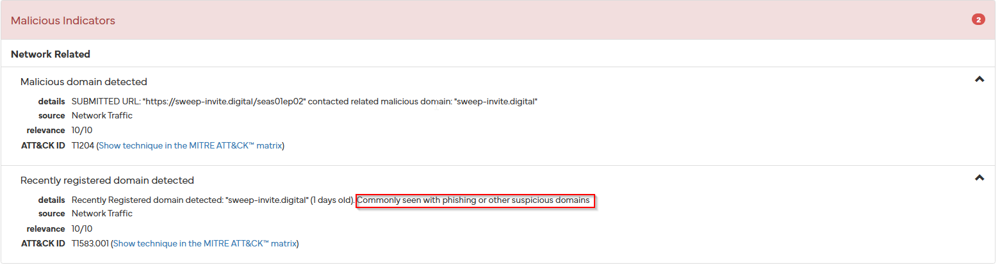 Malicious Indicators
2
Network Related
Malicious domain detected
details SUBMITTED URL: "https://sweep-invite.digital/seas01ep02" contacted related malicious domain: "sweep-invite.digital"
source Network Traffic
relevance 10/10
ATT&CK ID T1204 (Show technique in the MITRE ATT&CK™ matrix)
Recently registered domain detected
details Recently Registered domain detected: "sweep-invite.digital" (1 days old). Commonly seen with phishing or other suspicious domains
source Network Traffic
relevance 10/10
ATT&CK ID T1583.001 (Show technique in the MITRE ATT&CK™ matrix)